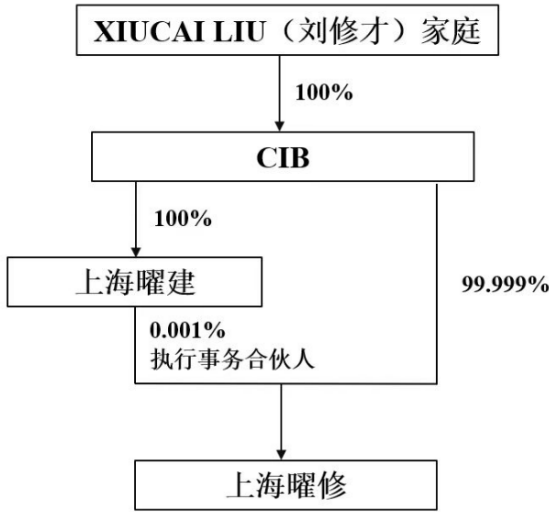 XIUCAI LIU（刘修才）家庭
100%
CIB
100%
上海曜建
99.999%
0.001%
执行事务合伙人
上海曜修